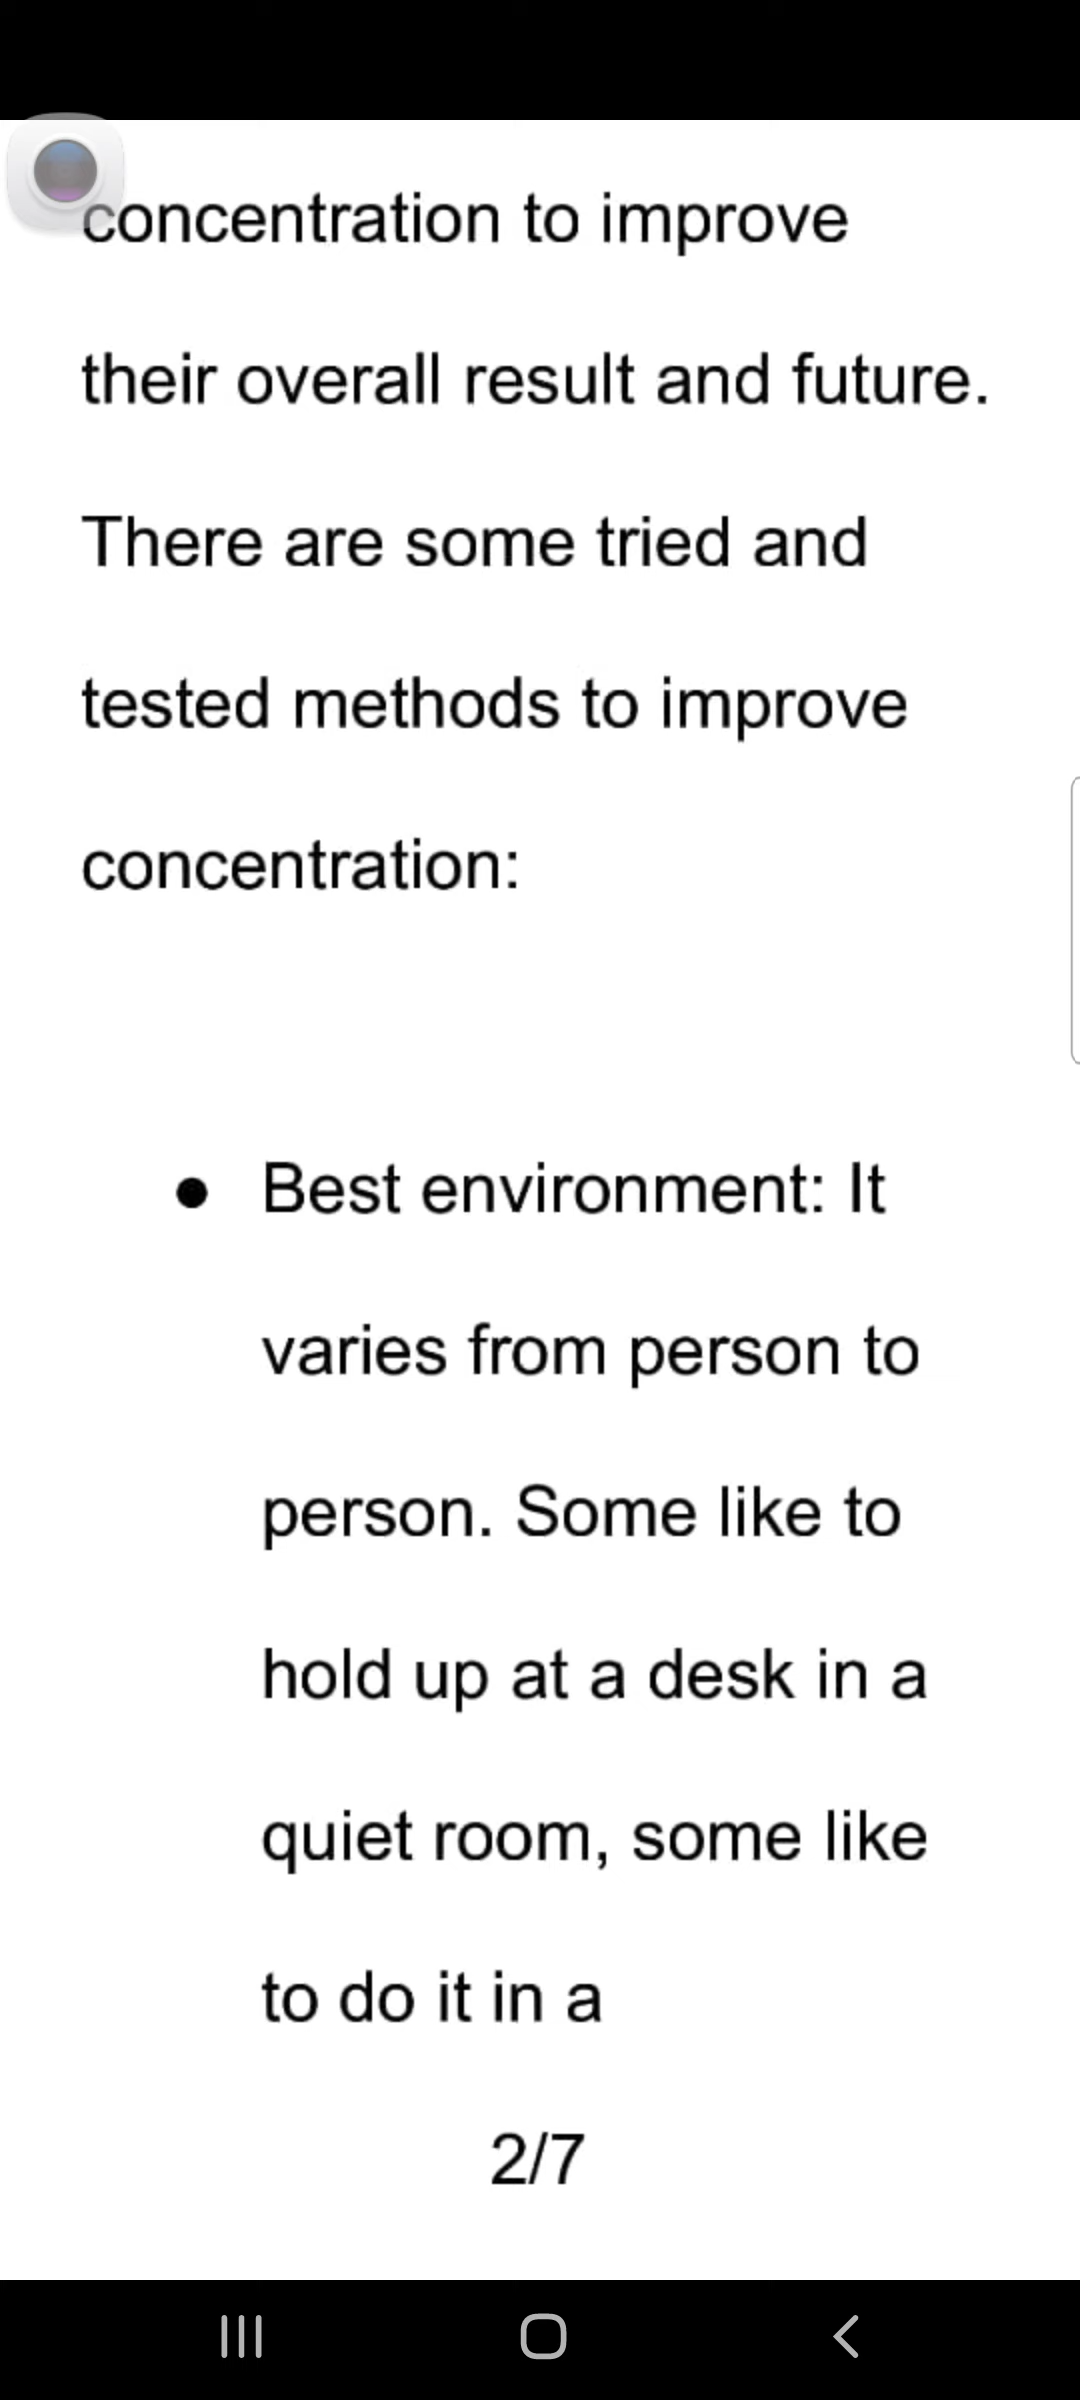 concentration to improve
their overall result and future.
There are some tried and
tested methods to improve
concentration:
● Best environment: It
varies from person to
person. Some like to
hold up at a desk in a
quiet room, some like
to do it in a
2/7